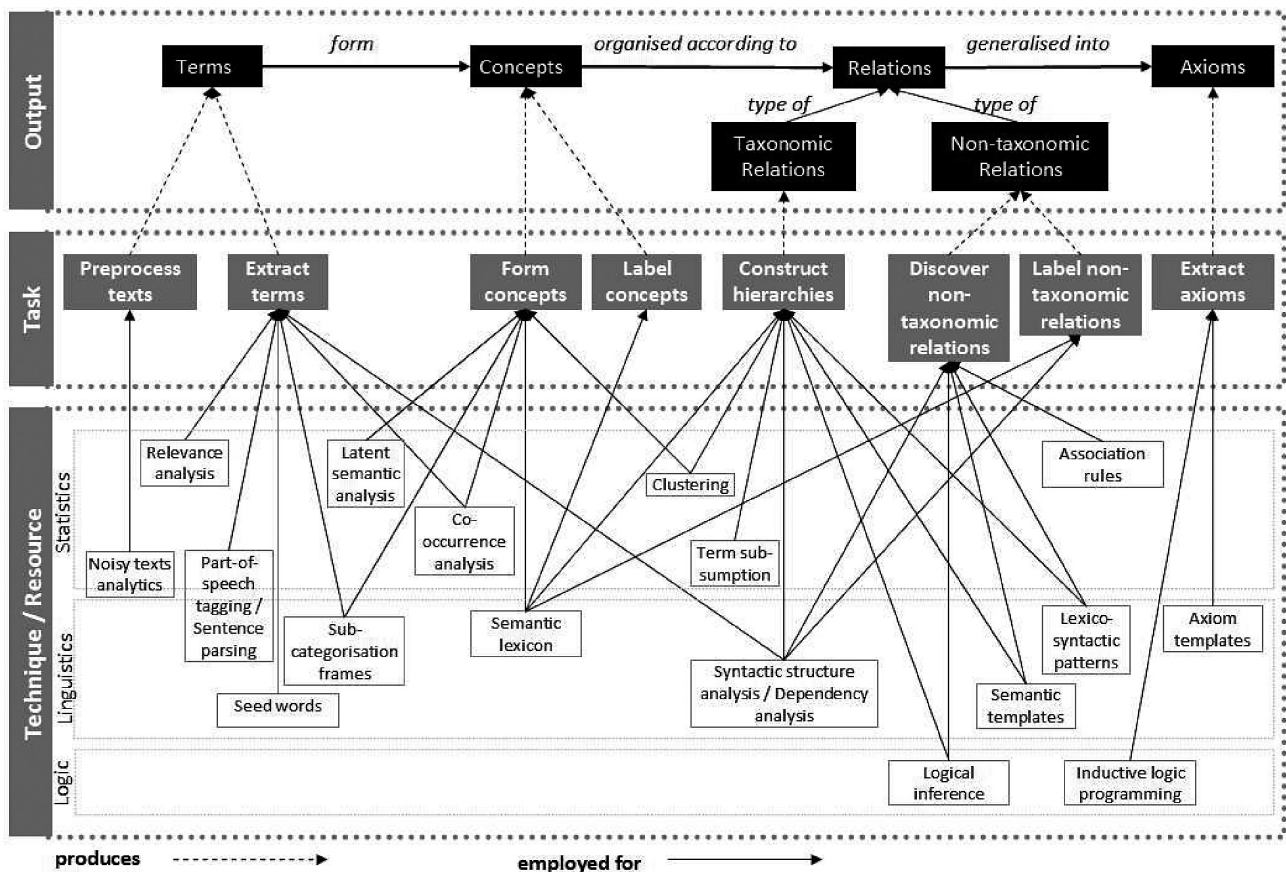 Output
form
organised according to
generalised into
Terms
Concepts
Relations
Axioms
type of
type of
Taxonomic
Relations
Non-taxonomic
Relations
Task
Preprocess
texts
Extract
terms
Form
concepts
Label
concepts
Construct
hierarchies
Discover
non-
taxonomic
relations
Label non-
taxonomic
relations
Extract
axioms
Technique / Resource
Statistics
Relevance
analysis
Latent
semantic
analysis
Clustering
Association
rules
Co-
occurrence
analysis
Noisy texts
analytics
Term sub-
sumption
Linguistics
Part-of-
speech
tagging /
Sentence
parsing
Sub-
categorisation
frames
Semantic
lexicon
Lexico-
syntactic
patterns
Axiom
templates
Syntactic structure
analysis / Dependency
analysis
Semantic
templates
Seed words
Logic
Logical
inference
Inductive logic
programming
produces
employed for